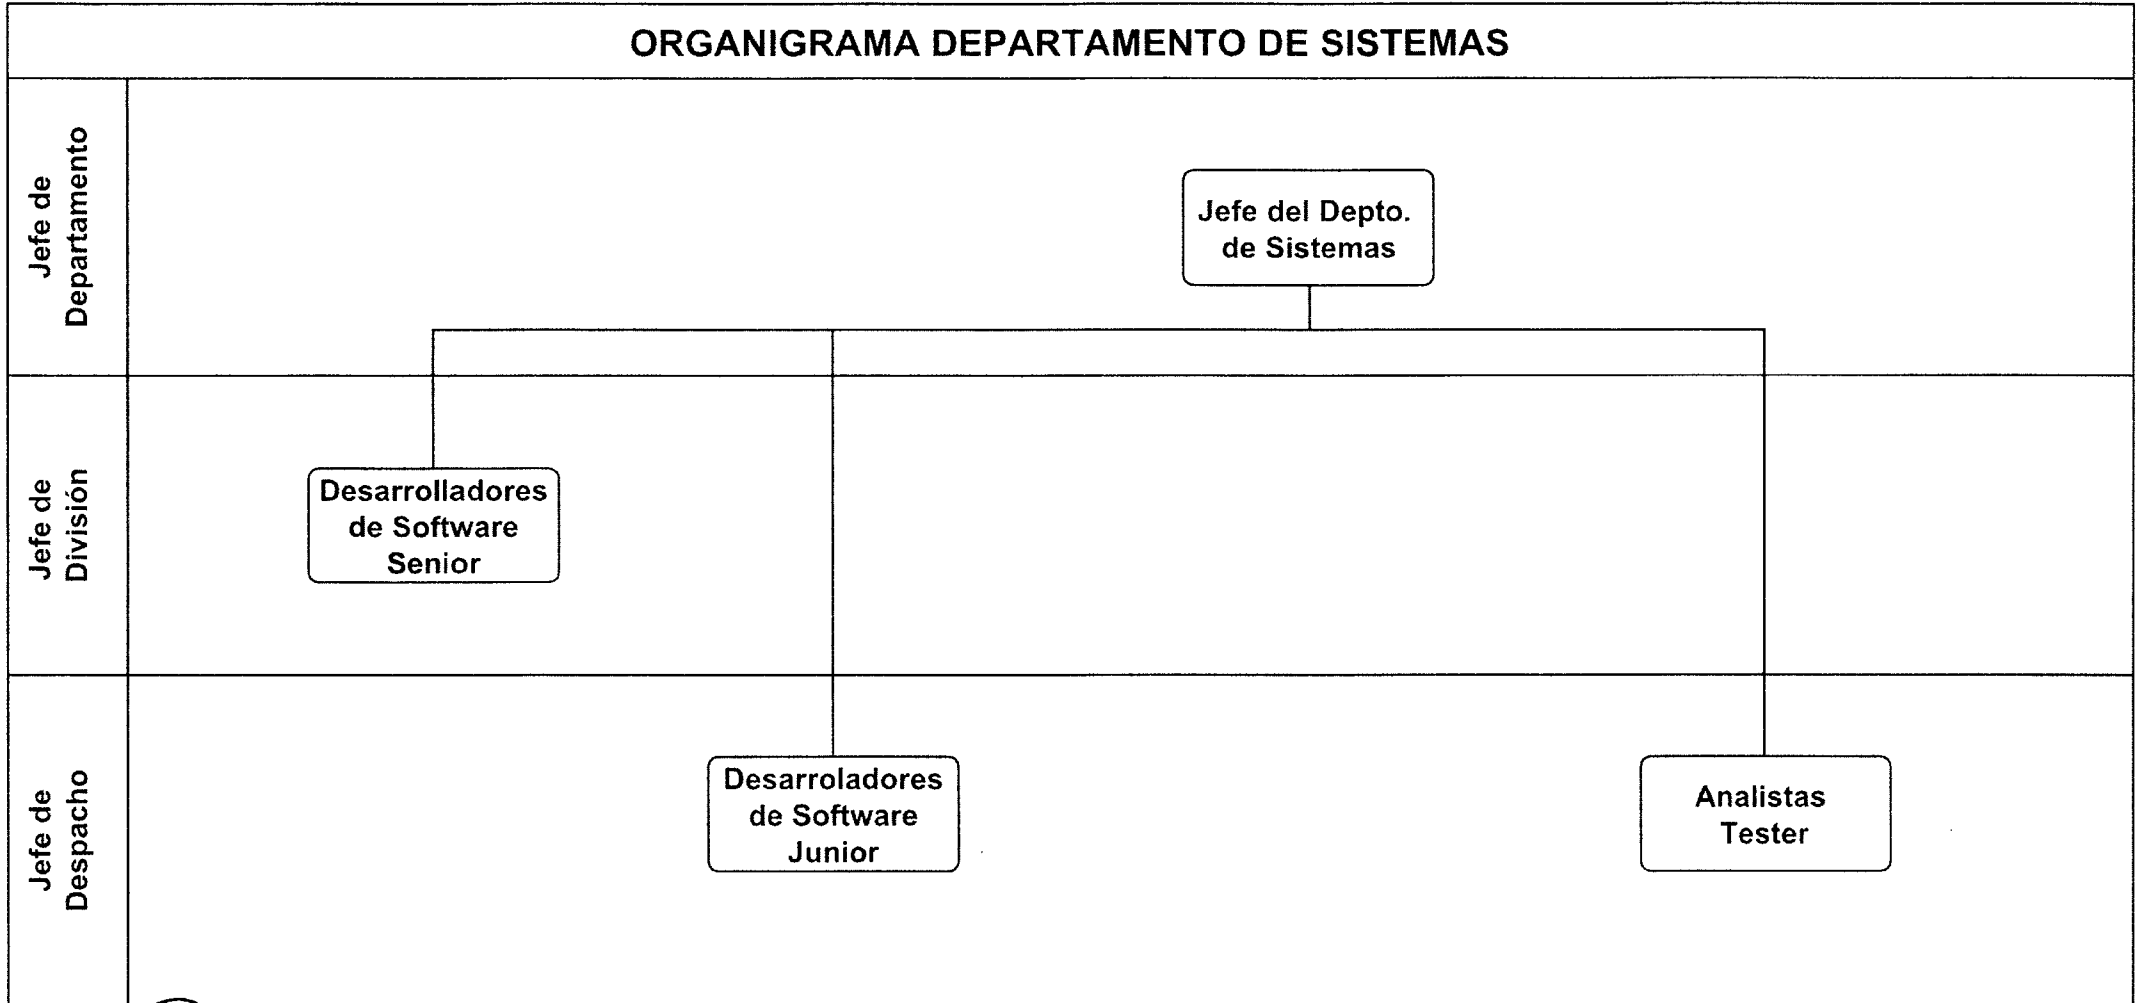 ORGANIGRAMA DEPARTAMENTO DE SISTEMAS
Jefe de
Departamento
Jefe del Depto.
de Sistemas
Jefe de
División
Desarrolladores
de Software
Senior
Jefe de
Despacho
Desarroladores
de Software
Junior
Analistas
Tester